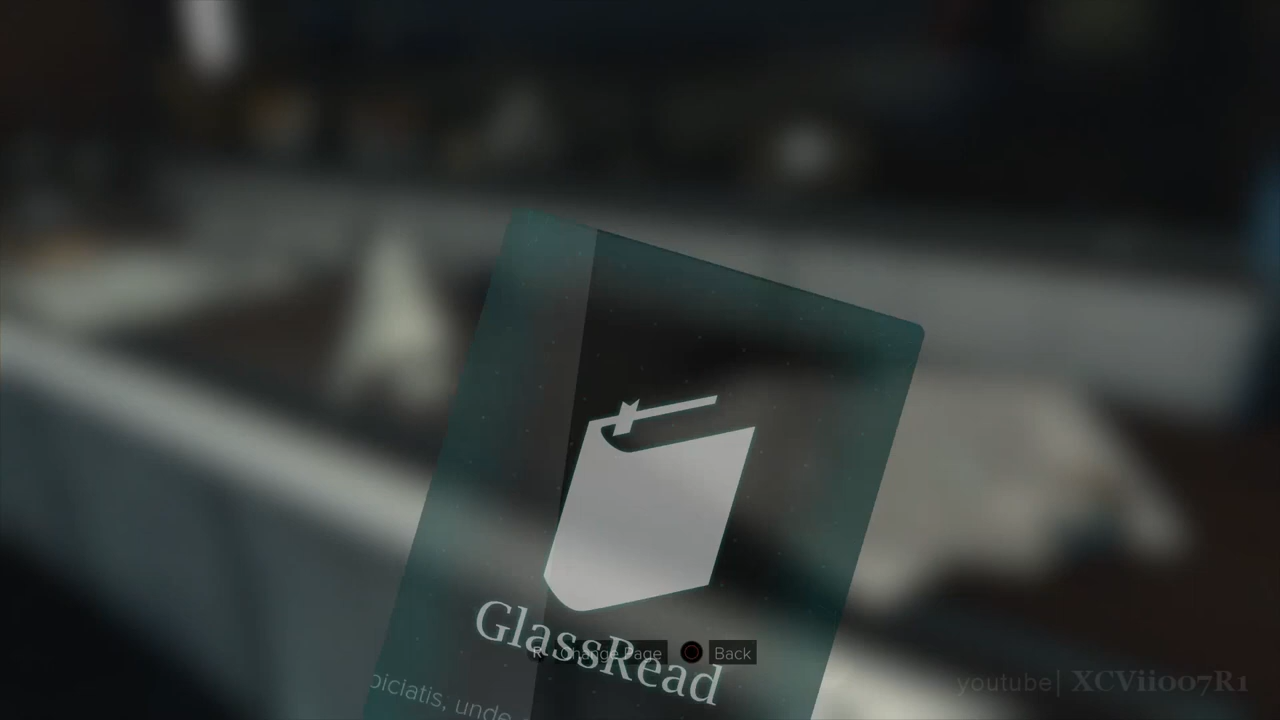 GlassRead
R Change Page Back
piciatis, unde
youtube| XCVii007R1